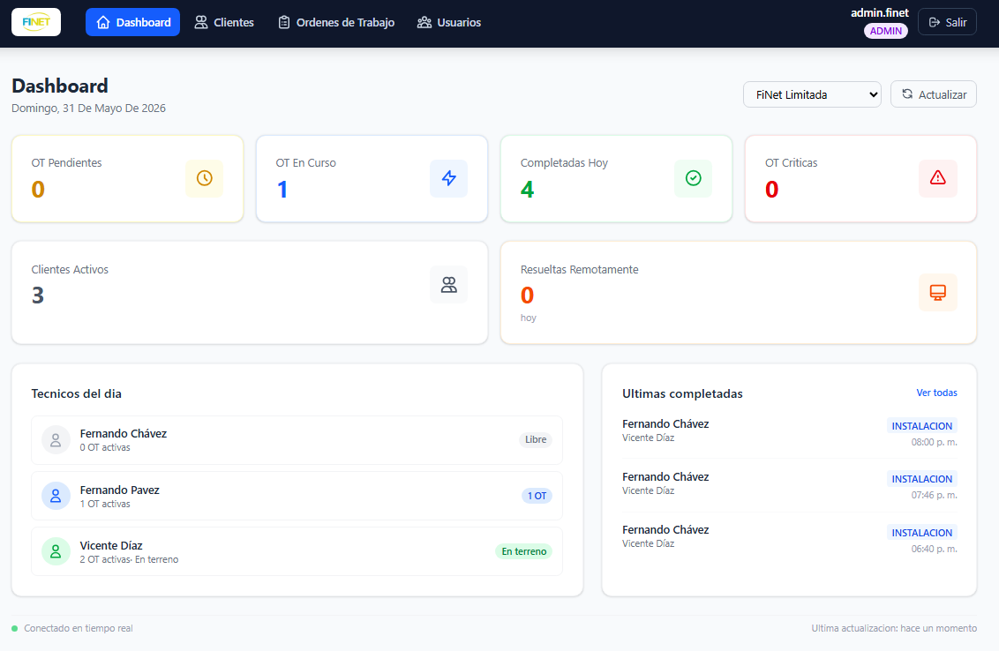 FINET
Dashboard
Clientes
Ordenes de Trabajo
Usuarios
admin.finet
ADMIN
Salir
Dashboard
Domingo, 31 De Mayo De 2026
FiNet Limitada
Actualizar
OT Pendientes
0
OT En Curso
1
Completadas Hoy
4
OT Criticas
0
Clientes Activos
3
Resueltas Remotamente
0
hoy
Tecnicos del dia
Fernando Chávez
0 OT activas
Libre
Fernando Pavez
1 OT activas
1 OT
Vicente Díaz
2 OT activas· En terreno
En terreno
Ultimas completadas
Ver todas
Fernando Chávez
INSTALACION
Vicente Díaz
08:00 p. m.
Fernando Chávez
INSTALACION
Vicente Díaz
07:46 p. m.
Fernando Chávez
INSTALACION
Vicente Díaz
06:40 p. m.
Conectado en tiempo real
Ultima actualizacion: hace un momento